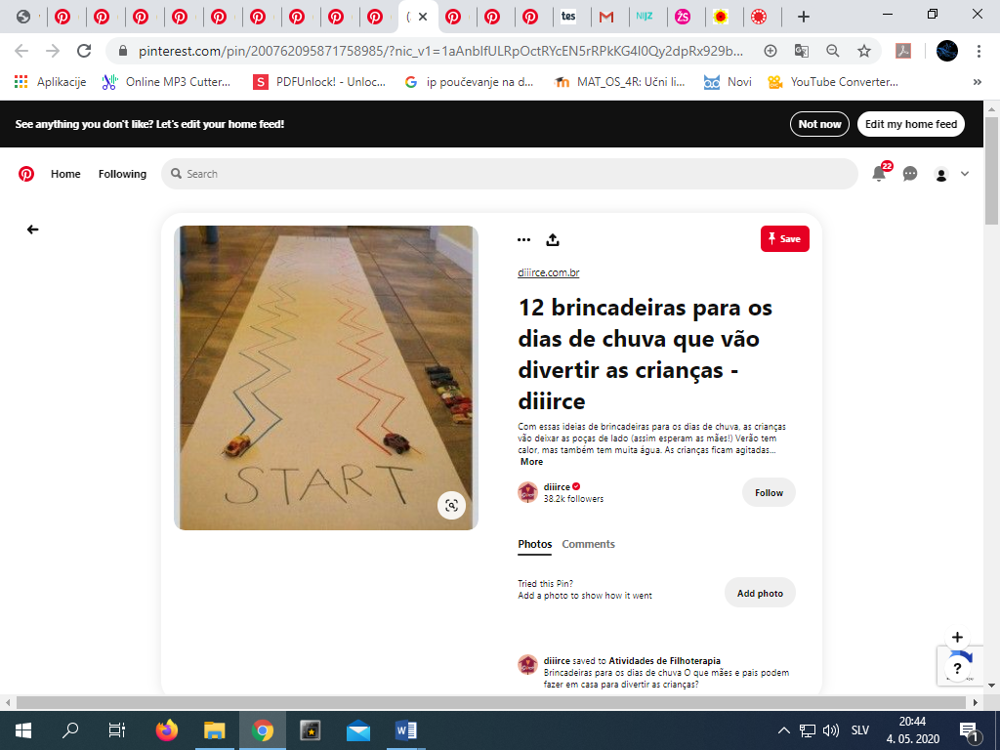 tes
NIJZ
ŽS
pinterest.com/pin/200762095871758985/?nic_v1=1aAnbIfULRpOctRYcEN5rRPkKG4l0Qy2dpRx929b...
Aplikacije
Online MP3 Cutter...
PDFUnlock! - Unloc...
ip poučevanje na d...
MAT_OS_4R: Učni li...
Novi
YouTube Converter...
See anything you don't like? Let's edit your home feed!
Not now
Edit my home feed
Home
Following
Search
22
Save
diiirce.com.br
12 brincadeiras para os
dias de chuva que vão
divertir as crianças -
diiirce
Com essas ideias de brincadeiras para os dias de chuva, as crianças
vão deixar as poças de lado (assim esperam as mães!) Verão tem
calor, mas também tem muita água. As crianças ficam agitadas...
More
START
diiirce
38.2k followers
Follow
Photos
Comments
Tried this Pin?
Add a photo to show how it went
Add photo
diiirce saved to Atividades de Filhoterapia
Brincadeiras para os dias de chuva O que mães e pais podem
fazer em casa para divertir as crianças?
+
?
SLV
20:44
4. 05. 2020
1